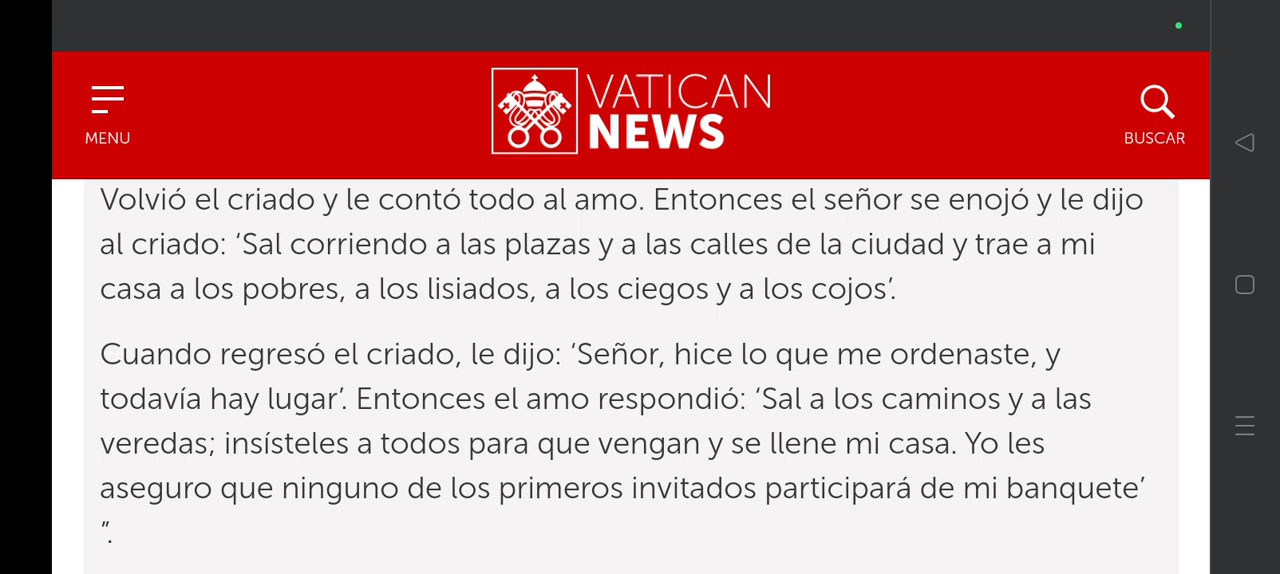 VATICAN
NEWS
MENU
BUSCAR
Volvió el criado y le contó todo al amo. Entonces el señor se enojó y le dijo
al criado: ‘Sal corriendo a las plazas y a las calles de la ciudad y trae a mi
casa a los pobres, a los lisiados, a los ciegos y a los cojos’.
Cuando regresó el criado, le dijo: ‘Señor, hice lo que me ordenaste, y
todavía hay lugar’. Entonces el amo respondió: ‘Sal a los caminos y a las
veredas; insísteles a todos para que vengan y se llene mi casa. Yo les
aseguro que ninguno de los primeros invitados participará de mi banquete’
”.